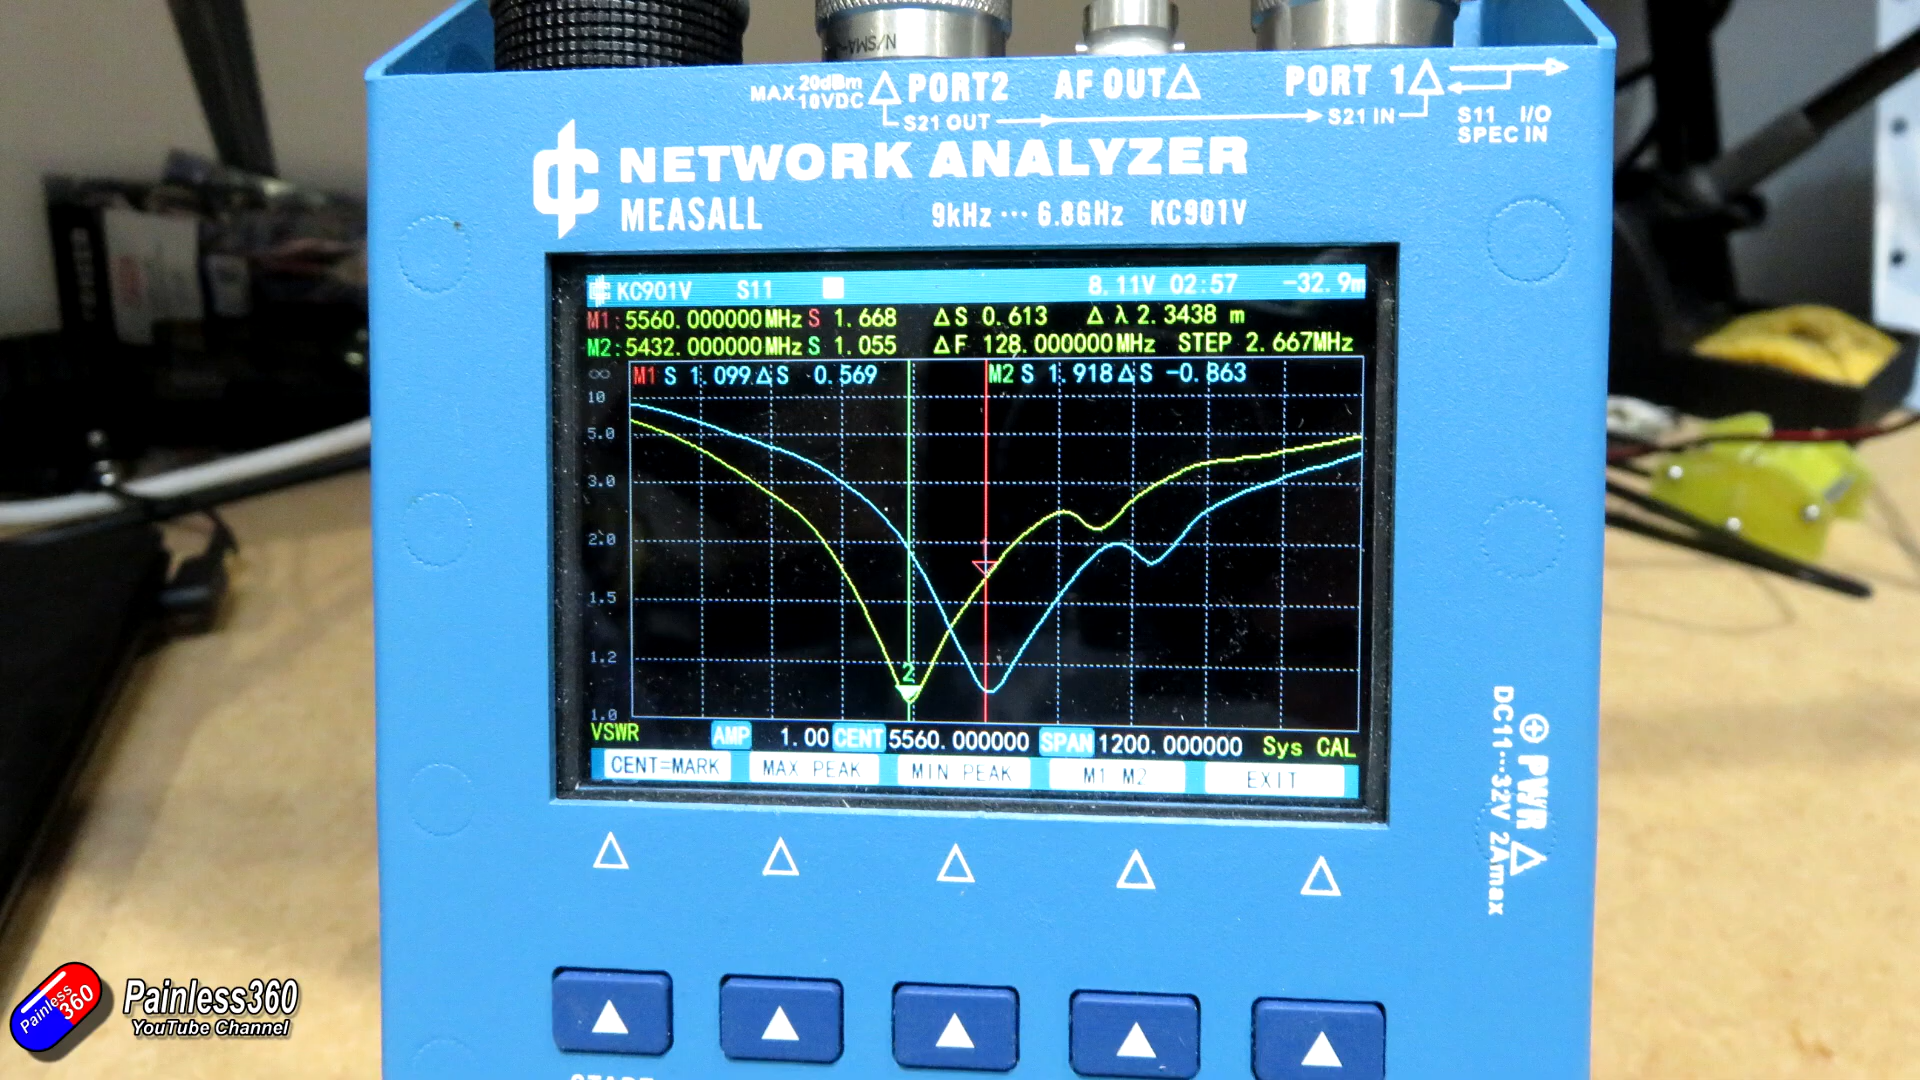 N/SMA
MAX 20dBm 10VDC △ PORT2 AF OUT △ PORT 1 △
S21 OUT S21 IN S11 I/O
SPEC IN
NETWORK ANALYZER
MEASALL 9kHz ··· 6.8GHz KC901V
KC901V S11 8.11V 02:57 -32.9m
M1:5560.000000MHz S 1.668 ΔS 0.613 Δ λ 2.3438 m
M2:5432.000000MHz S 1.055 ΔF 128.000000MHz STEP 2.667MHz
∞ M1 S 1.099 ΔS 0.569 M2 S 1.918 ΔS -0.863
10
5.0
3.0
2.0
1.5
1.2
2
1.0
VSWR AMP 1.00 CENT 5560.000000 SPAN 1200.000000 Sys CAL
CENT=MARK MAX PEAK MIN PEAK M1 M2 EXIT
PWR
DC11···32V 2Amax
Painless 360
Painless360
YouTube Channel